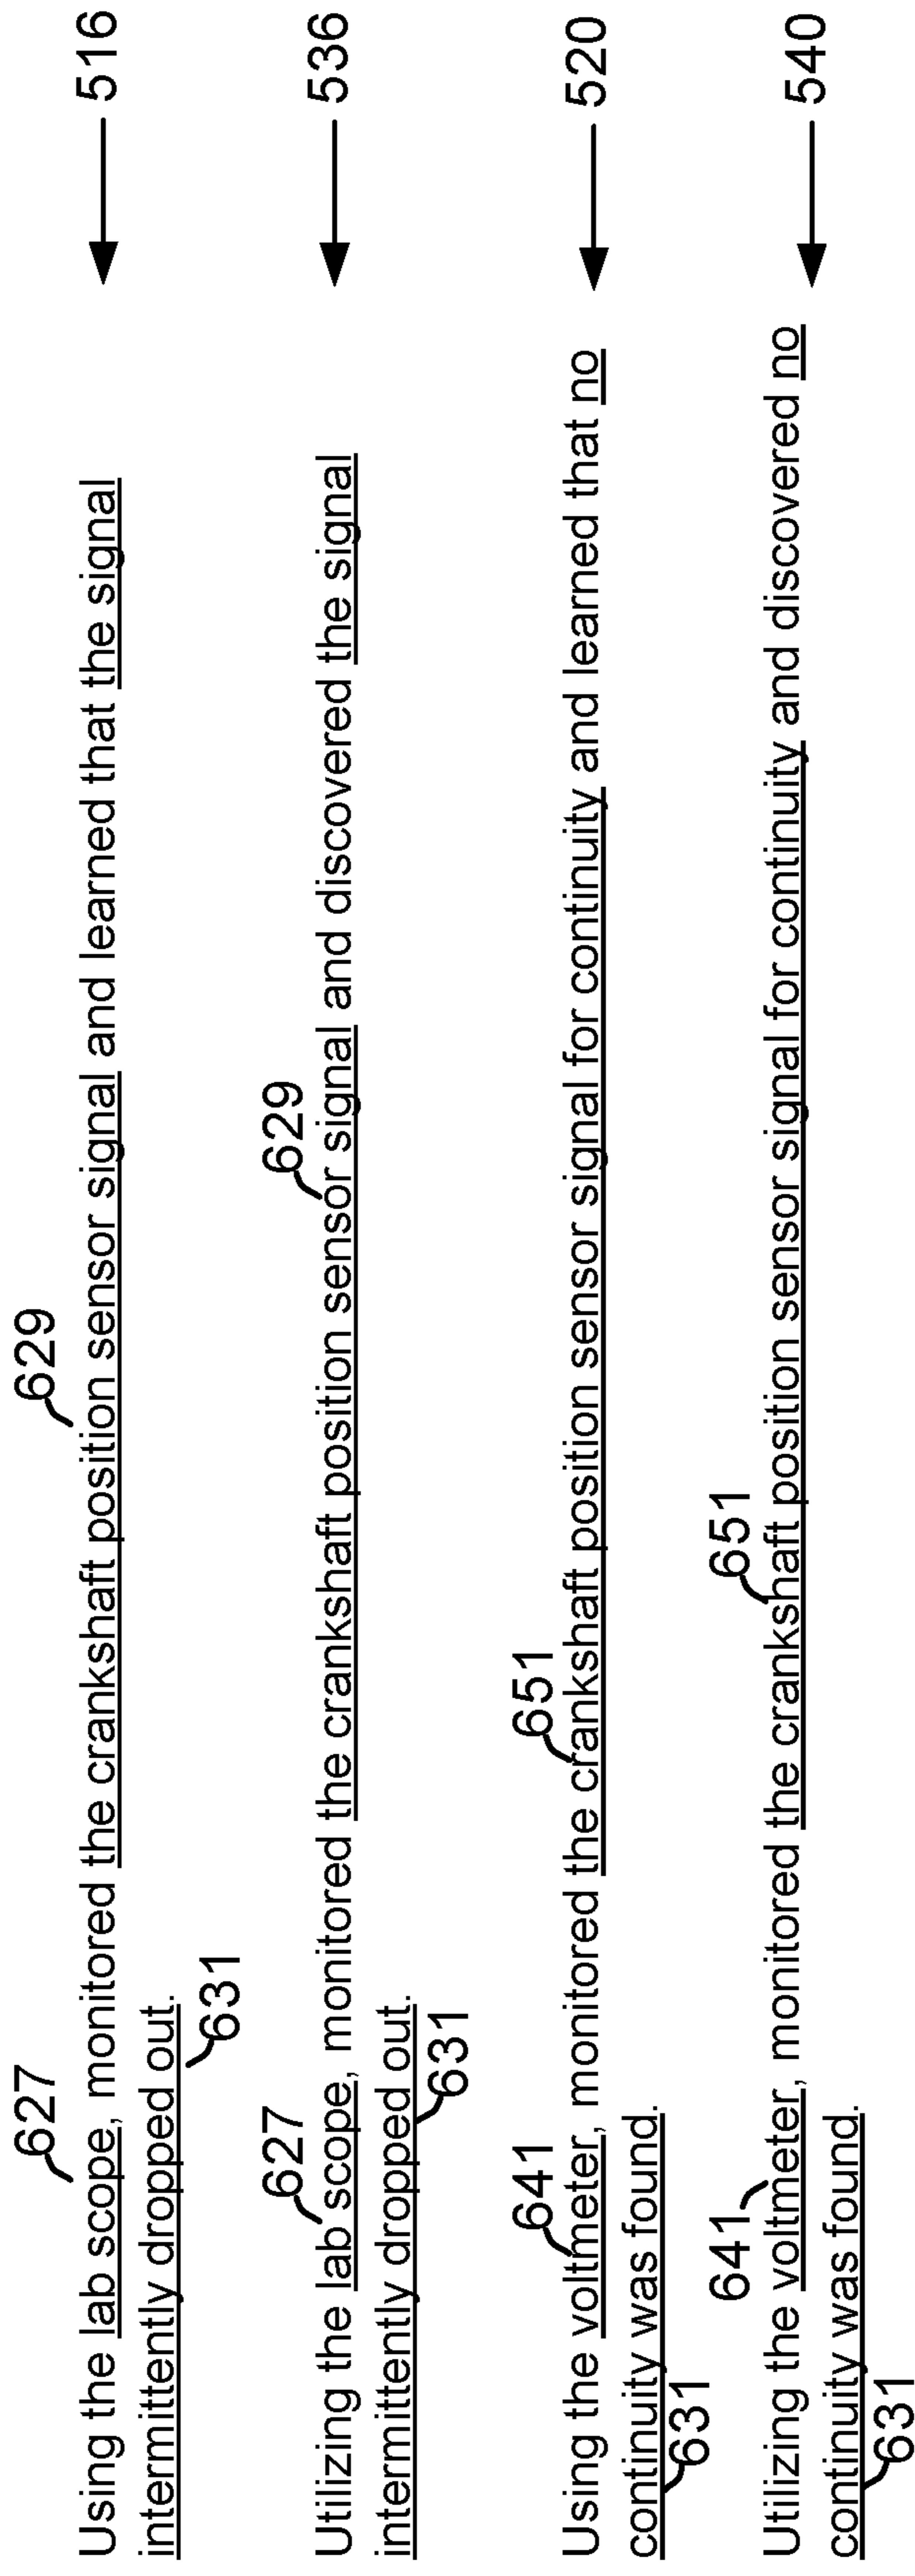 627 629
Using the lab scope, monitored the crankshaft position sensor signal and learned that the signal 516
intermittently dropped out.
631
627 629
Utilizing the lab scope, monitored the crankshaft position sensor signal and discovered the signal 536
intermittently dropped out.
631
641 651
Using the voltmeter, monitored the crankshaft position sensor signal for continuity and learned that no 520
continuity was found.
631
641 651
Utilizing the voltmeter, monitored the crankshaft position sensor signal for continuity and discovered no 540
continuity was found.
631